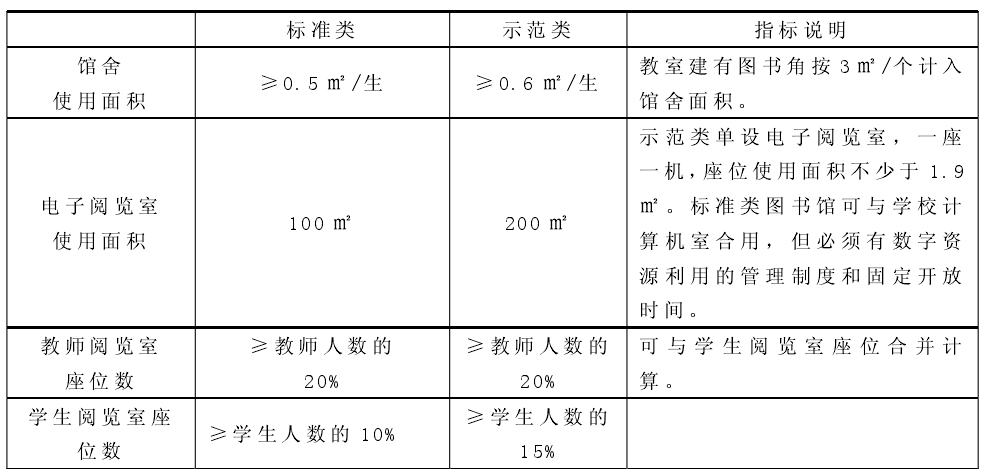 标准类 示范类 指标说明
馆舍
使用面积
≥0.5 ㎡/生
≥0.6 ㎡/生
教室建有图书角按 3 ㎡/个计入
馆舍面积。
电子阅览室
使用面积
100 ㎡
200 ㎡
示范类单设电子阅览室，一座
一机,座位使用面积不少于 1.9
㎡。标准类图书馆可与学校计
算机室合用，但必须有数字资
源利用的管理制度和固定开放
时间。
教师阅览室
座位数
≥教师人数的
20%
≥教师人数的
20%
可与学生阅览室座位合并计
算。
学生阅览室座
位数
≥学生人数的 10%
≥学生人数的
15%